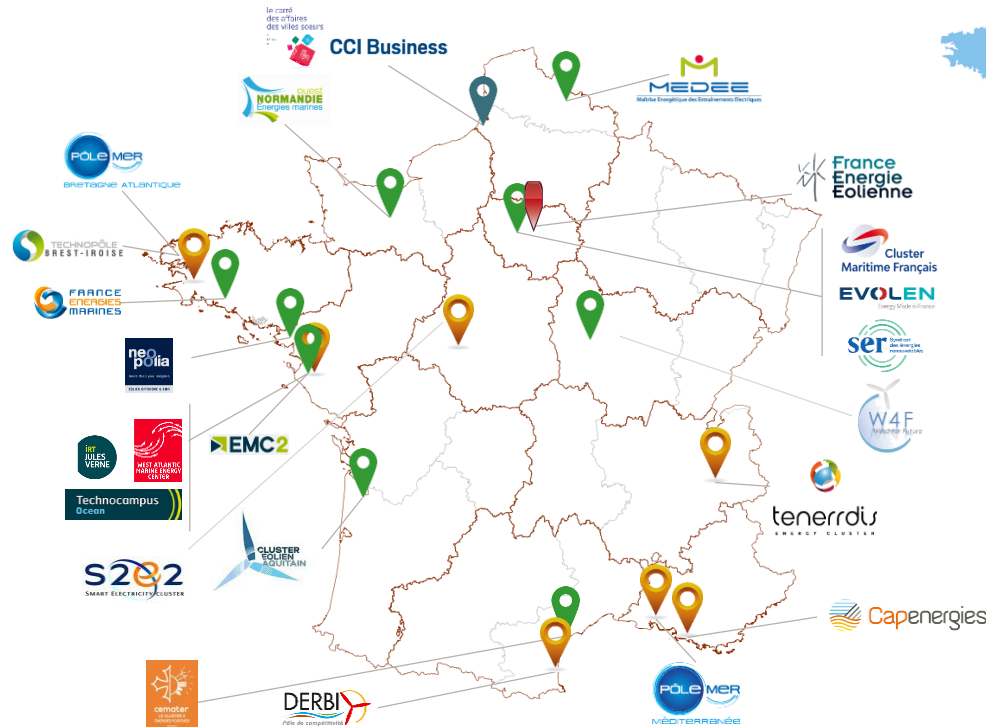 le carré
des affaires
des villes soeurs
CCI Business
ouest
NORMANDIE
Energies marines
MEDEE
Maîtrise Energétique des Entraînements Electriques
PÔLE MER
BRETAGNE ATLANTIQUE
France
Energie
Eolienne
TECHNOPÔLE
BREST-IROISE
Cluster
Maritime Français
FRANCE
ENERGIES
MARINES
EVOLEN
Energy Made in France
ser
Syndicat
des énergies
renouvelables
neopolia
W4F
EMC2
IRT
JULES
VERNE
WEST ATLANTIC
MARINE ENERGY
CENTER
Technocampus
Ocean
tenerrdis
ENERGY CLUSTER
CLUSTER
EOLIEN
AQUITAIN
S2E2
SMART ELECTRICITY CLUSTER
Capenergies
cemater
LE CLUSTER D'
ÉNERGIES POSITIVES
DERBI
Pôle de compétitivité
PÔLE MER
MÉDITERRANÉE